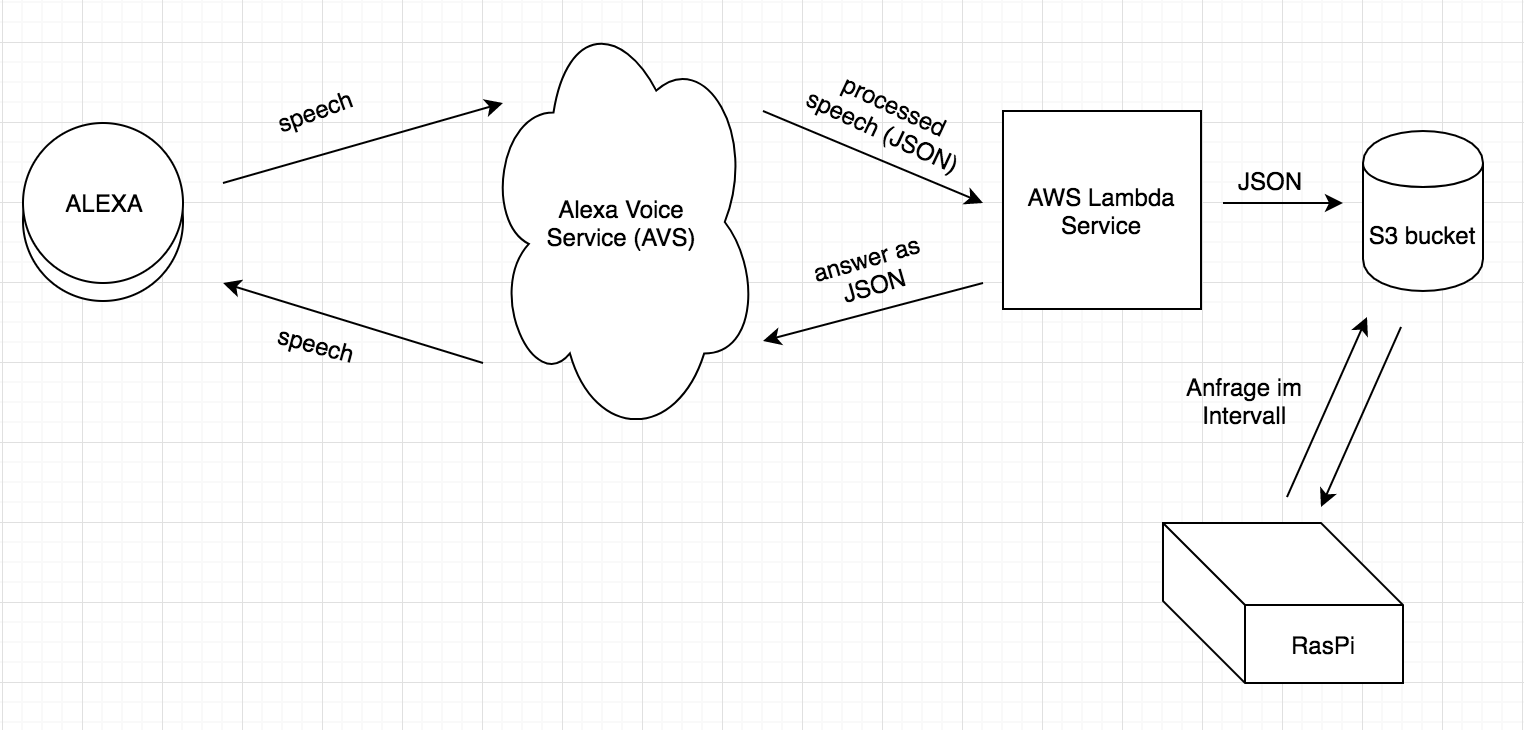 speech
ALEXA
speech
Alexa Voice
Service (AVS)
processed
speech (JSON)
answer as
JSON
AWS Lambda
Service
JSON
S3 bucket
Anfrage im
Intervall
RasPi